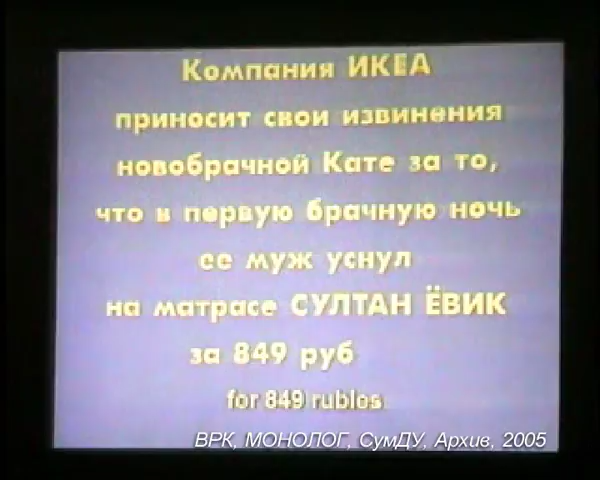 Компания ИКЕА
приносит свои извинения
новобрачной Кате за то,
что в первую брачную ночь
ее муж уснул
на матрасе СУЛТАН ЁВИК
за 849 руб
for 849 rubles
ВРК, МОНОЛОГ, СумДУ, Архив, 2005